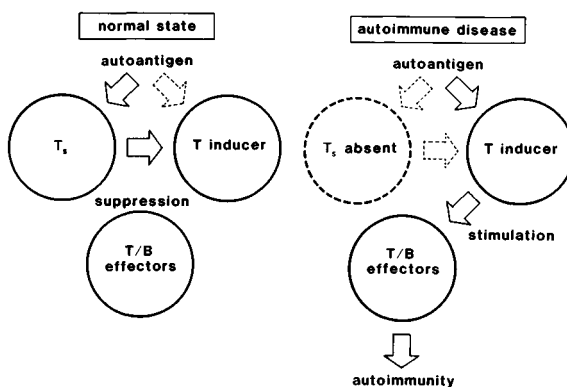 normal state
autoantigen
Tₛ
T inducer
suppression
T/B
effectors
autoimmune disease
autoantigen
Tₛ absent
T inducer
stimulation
T/B
effectors
autoimmunity